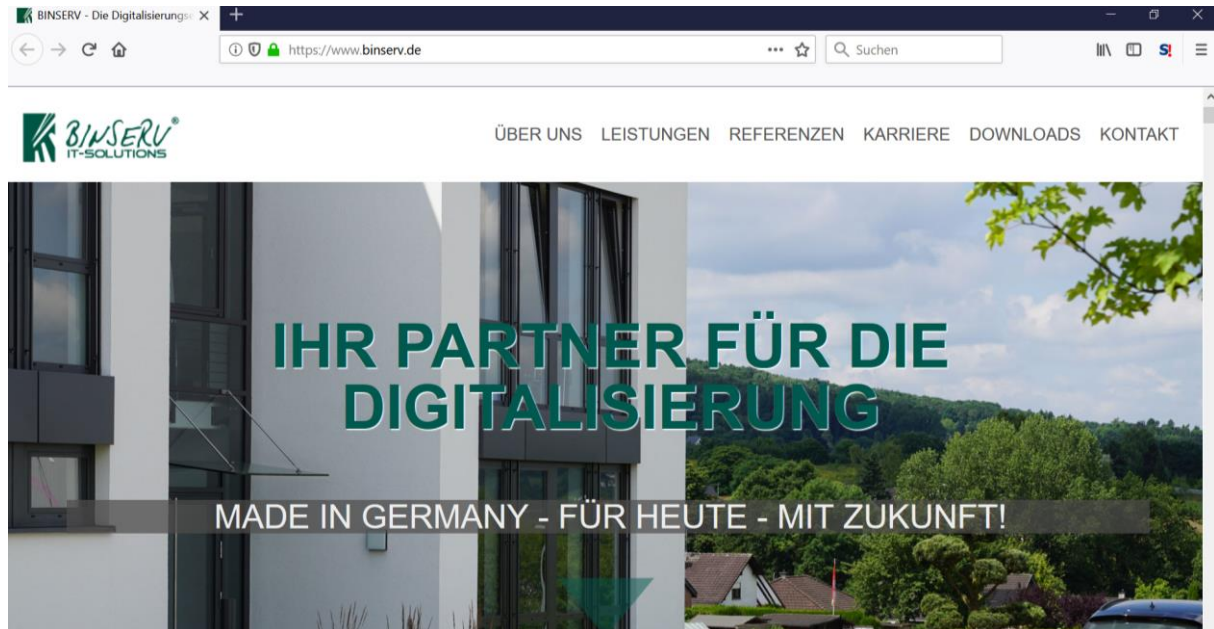 BINSERV - Die Digitalisierungs
https://www.binserv.de
Suchen
S!
BINSERV®
IT-SOLUTIONS
ÜBER UNS LEISTUNGEN REFERENZEN KARRIERE DOWNLOADS KONTAKT
IHR PARTNER FÜR DIE
DIGITALISIERUNG
MADE IN GERMANY - FÜR HEUTE - MIT ZUKUNFT!